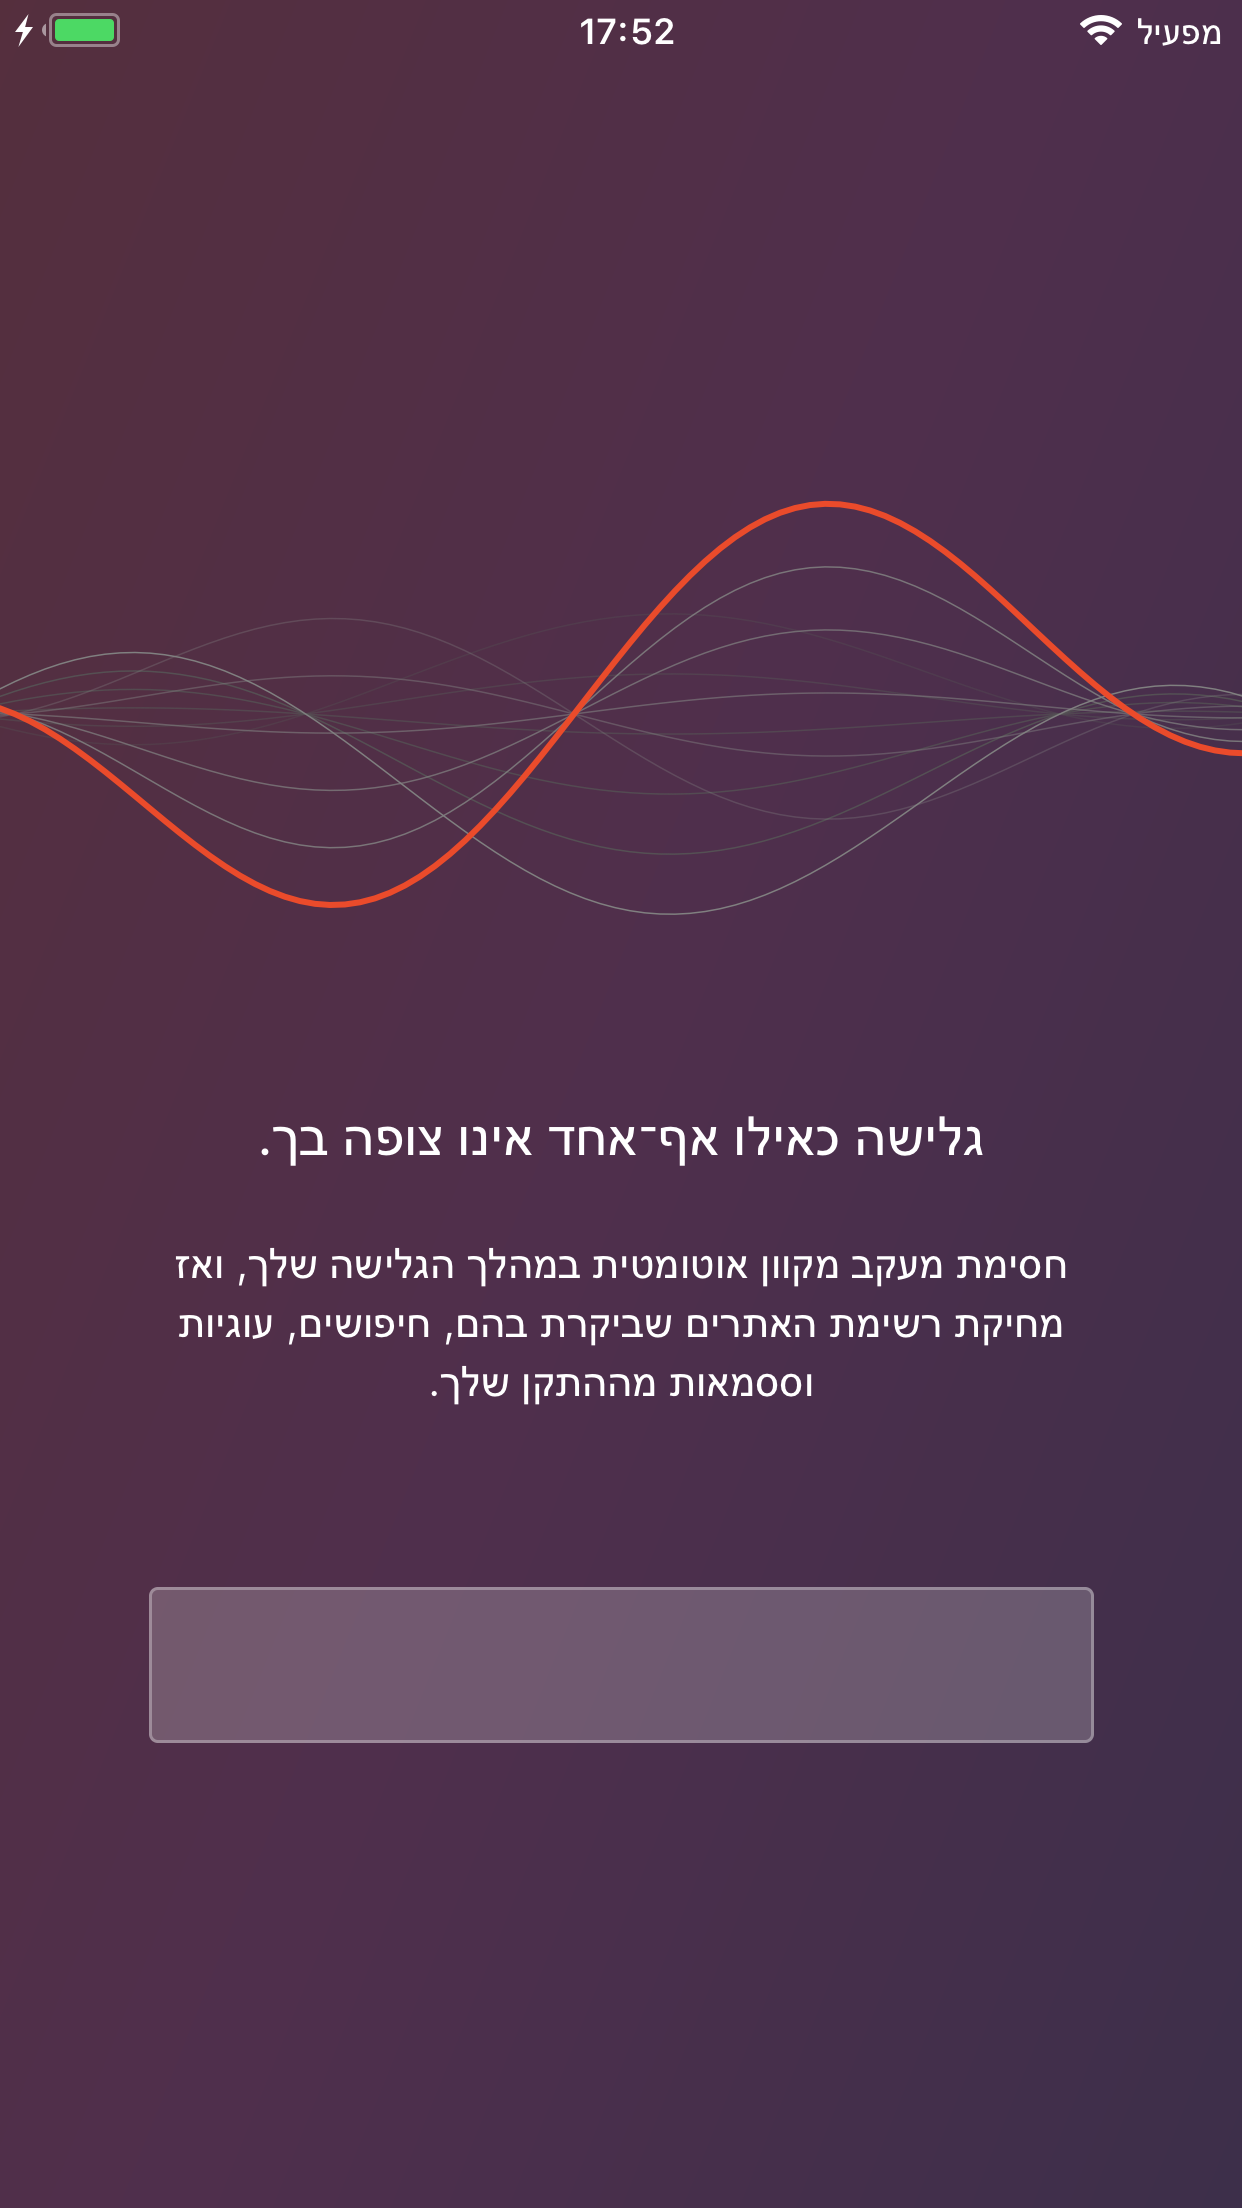 מפעיל
17:52
גלישה כאילו אף־אחד אינו צופה בך.
חסימת מעקב מקוון אוטומטית במהלך הגלישה שלך, ואז
מחיקת רשימת האתרים שביקרת בהם, חיפושים, עוגיות
וססמאות מההתקן שלך.